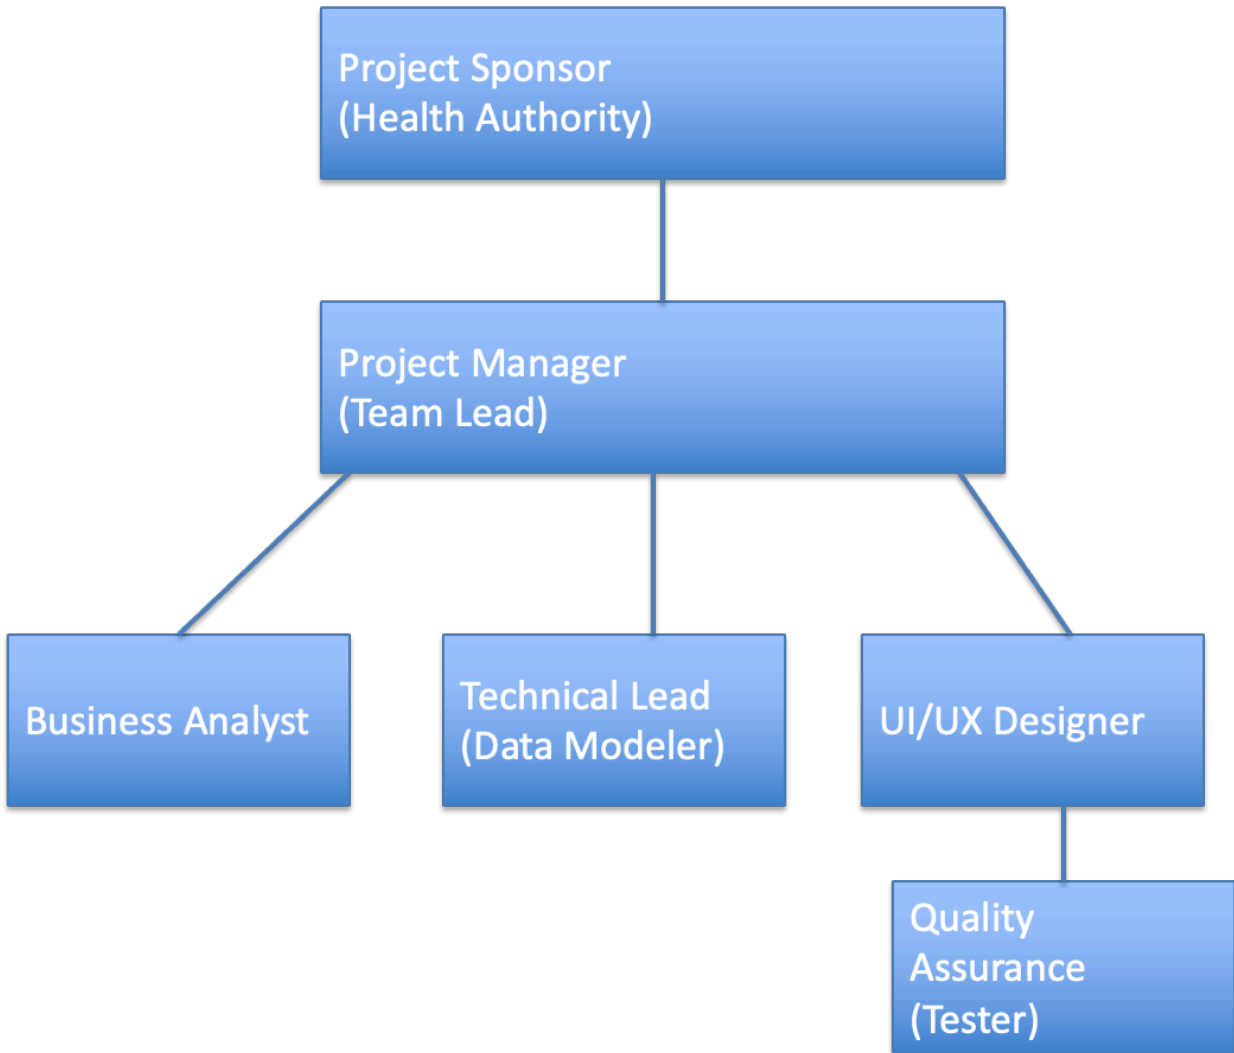 Project Sponsor
(Health Authority)
Project Manager
(Team Lead)
Business Analyst
Technical Lead
(Data Modeler)
UI/UX Designer
Quality
Assurance
(Tester)